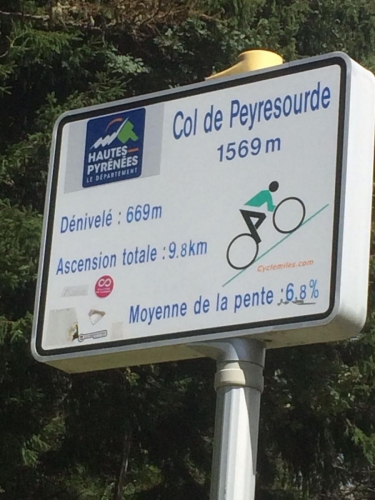 Col de Peyresourde
1569 m
HAUTES-
PYRÉNÉES
LE DÉPARTEMENT
Dénivelé : 669m
Ascension totale : 9.8km
Cyclomiles.com
Moyenne de la pente : 6.8%